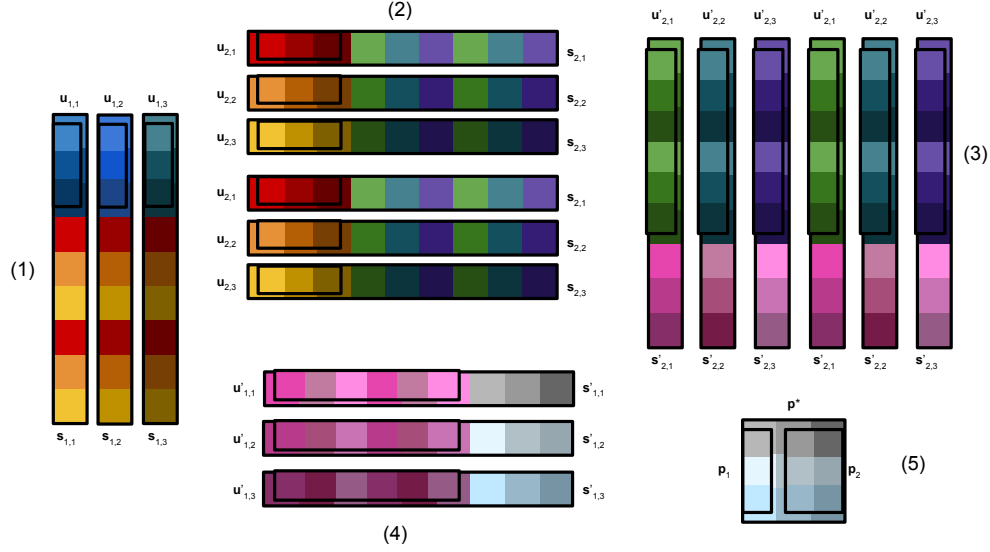 (2)
u2,1 s2,1
u2,2 s2,2
u2,3 s2,3
u2,1 s2,1
u2,2 s2,2
u2,3 s2,3
u1,1 u1,2 u1,3
(1)
s1,1 s1,2 s1,3
u'2,1 u'2,2 u'2,3 u'2,1 u'2,2 u'2,3
(3)
s'2,1 s'2,2 s'2,3 s'2,1 s'2,2 s'2,3
u'1,1 s'1,1
u'1,2 s'1,2
u'1,3 s'1,3
(4)
p*
p1 p2
(5)